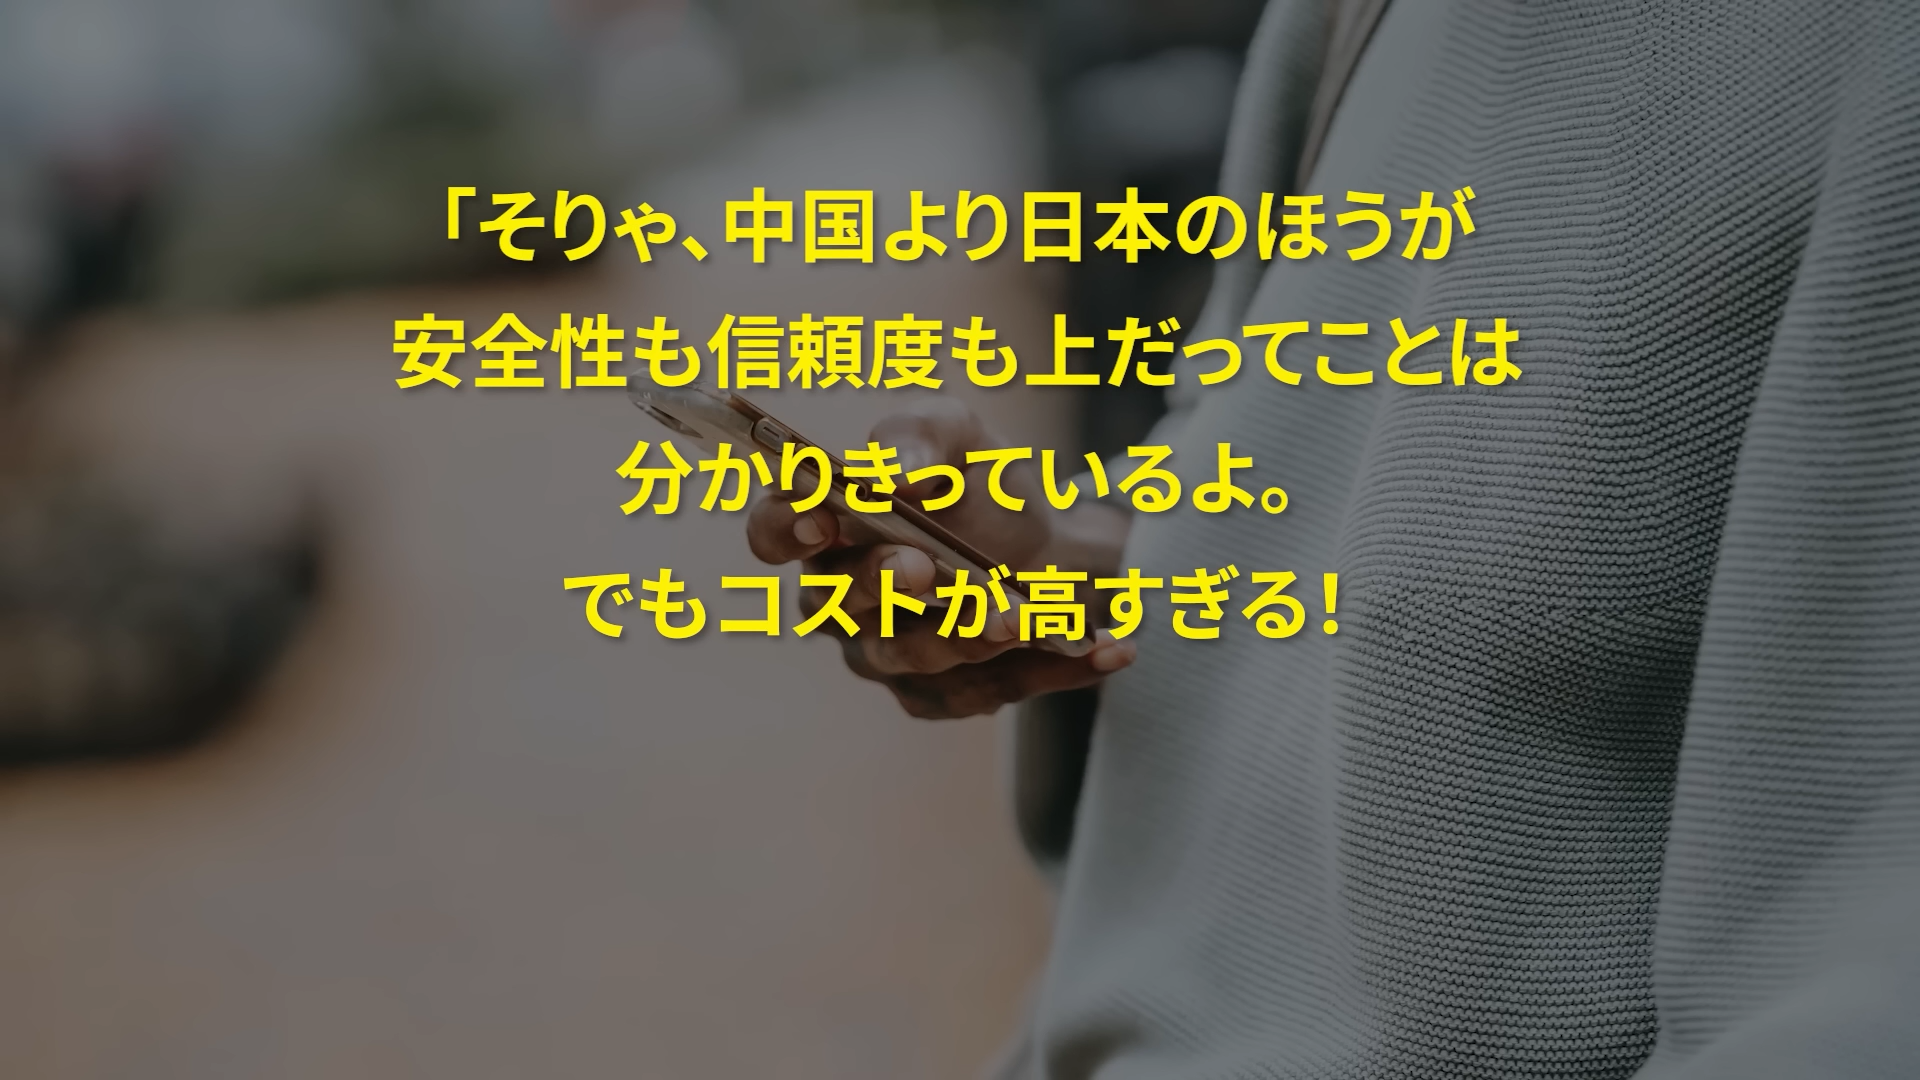 「そりゃ、中国より日本のほうが
安全性も信頼度も上だってことは
分かりきっているよ。
でもコストが高すぎる！